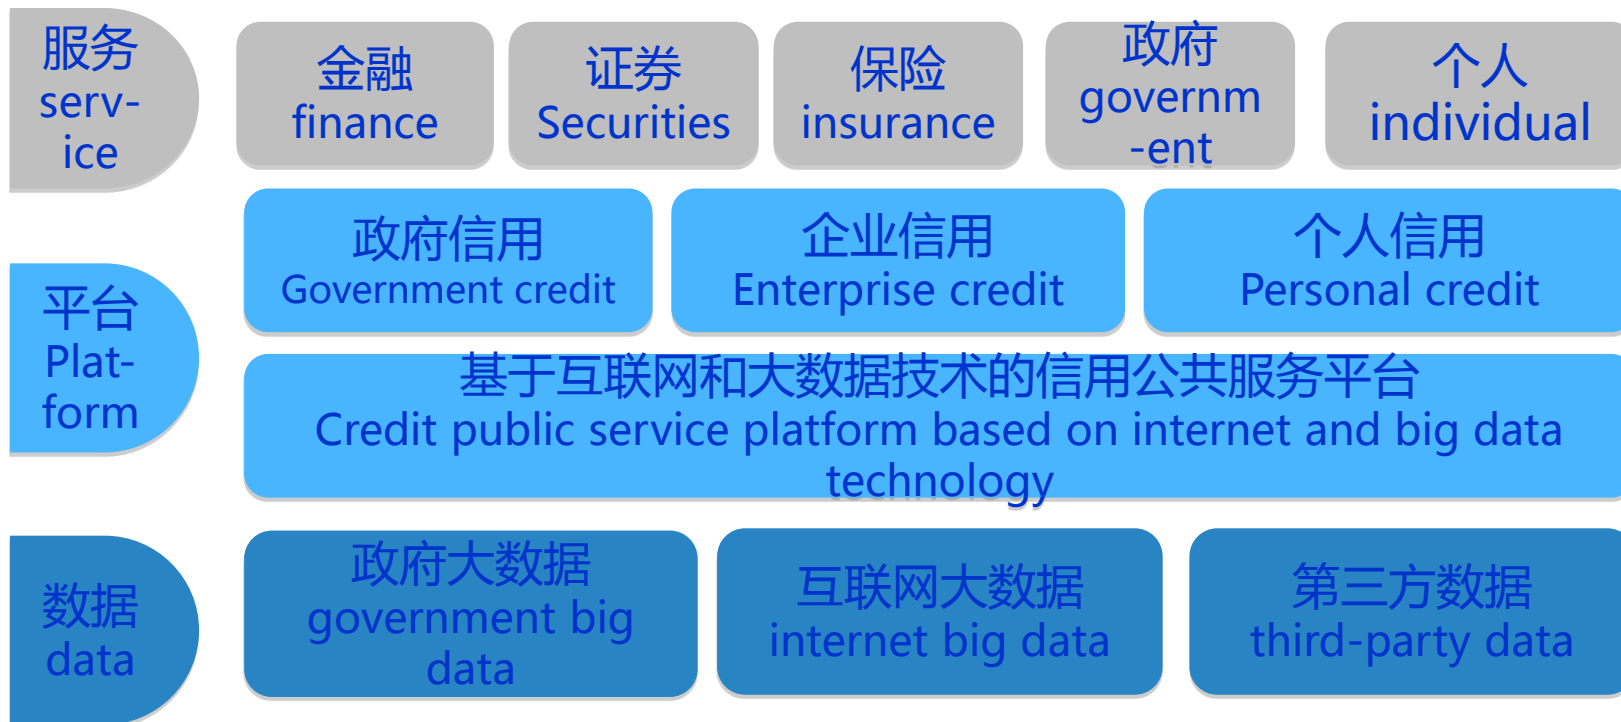 服务
serv-
ice
金融
finance
证券
Securities
保险
insurance
政府
governm
-ent
个人
individual
平台
Plat-
form
政府信用
Government credit
企业信用
Enterprise credit
个人信用
Personal credit
基于互联网和大数据技术的信用公共服务平台
Credit public service platform based on internet and big data
technology
数据
data
政府大数据
government big
data
互联网大数据
internet big data
第三方数据
third-party data